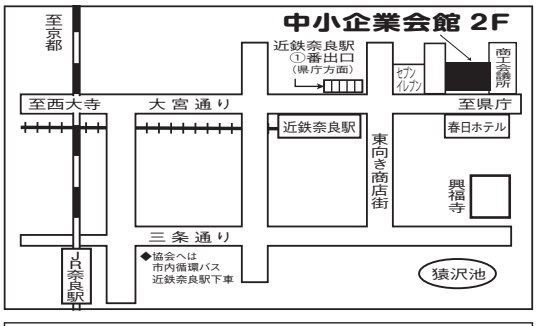 中小企業会館 2F
至京都
近鉄奈良駅
①番出口
(県庁方面)
セブン
イレブン
商工会議所
至西大寺
大宮通り
至県庁
近鉄奈良駅
春日ホテル
東向き商店街
興福寺
三条通り
JR奈良駅
◆協会へは
市内循環バス
近鉄奈良駅下車
猿沢池